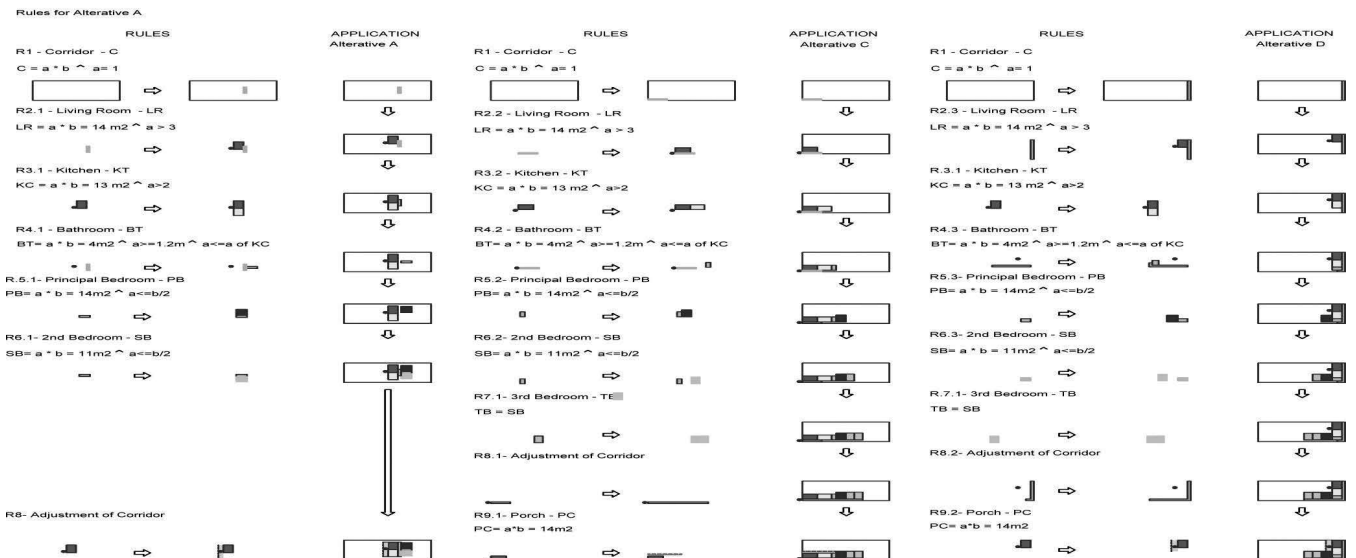 Rules for Alterative A
RULES
APPLICATION
Alterative A
R1 - Corridor - C
C = a * b ^ a= 1
R2.1 - Living Room - LR
LR = a * b = 14 m2 ^ a > 3
R3.1 - Kitchen - KT
KC = a * b = 13 m2 ^ a>2
R4.1 - Bathroom - BT
BT= a * b = 4m2 ^ a>=1.2m ^ a<=a of KC
R.5.1- Principal Bedroom - PB
PB= a * b = 14m2 ^ a<=b/2
R6.1- 2nd Bedroom - SB
SB= a * b = 11m2 ^ a<=b/2
R8- Adjustment of Corridor
RULES
APPLICATION
Alterative C
R1 - Corridor - C
C = a * b ^ a= 1
R2.2 - Living Room - LR
LR = a * b = 14 m2 ^ a > 3
R3.2 - Kitchen - KT
KC = a * b = 13 m2 ^ a>2
R4.2 - Bathroom - BT
BT= a * b = 4m2 ^ a>=1.2m ^ a<=a of KC
R5.2- Principal Bedroom - PB
PB= a * b = 14m2 ^ a<=b/2
R6.2- 2nd Bedroom - SB
SB= a * b = 11m2 ^ a<=b/2
R7.1- 3rd Bedroom - TB
TB = SB
R8.1- Adjustment of Corridor
R9.1- Porch - PC
PC= a*b = 14m2
RULES
APPLICATION
Alterative D
R1 - Corridor - C
C = a * b ^ a= 1
R2.3 - Living Room - LR
LR = a * b = 14 m2 ^ a > 3
R.3.1 - Kitchen - KT
KC = a * b = 13 m2 ^ a>2
R4.3 - Bathroom - BT
BT= a * b = 4m2 ^ a>=1.2m ^ a<=a of KC
R5.3- Principal Bedroom - PB
PB= a * b = 14m2 ^ a<=b/2
R6.3- 2nd Bedroom - SB
SB= a * b = 11m2 ^ a<=b/2
R.7.1- 3rd Bedroom - TB
TB = SB
R8.2- Adjustment of Corridor
R9.2- Porch - PC
PC= a*b = 14m2